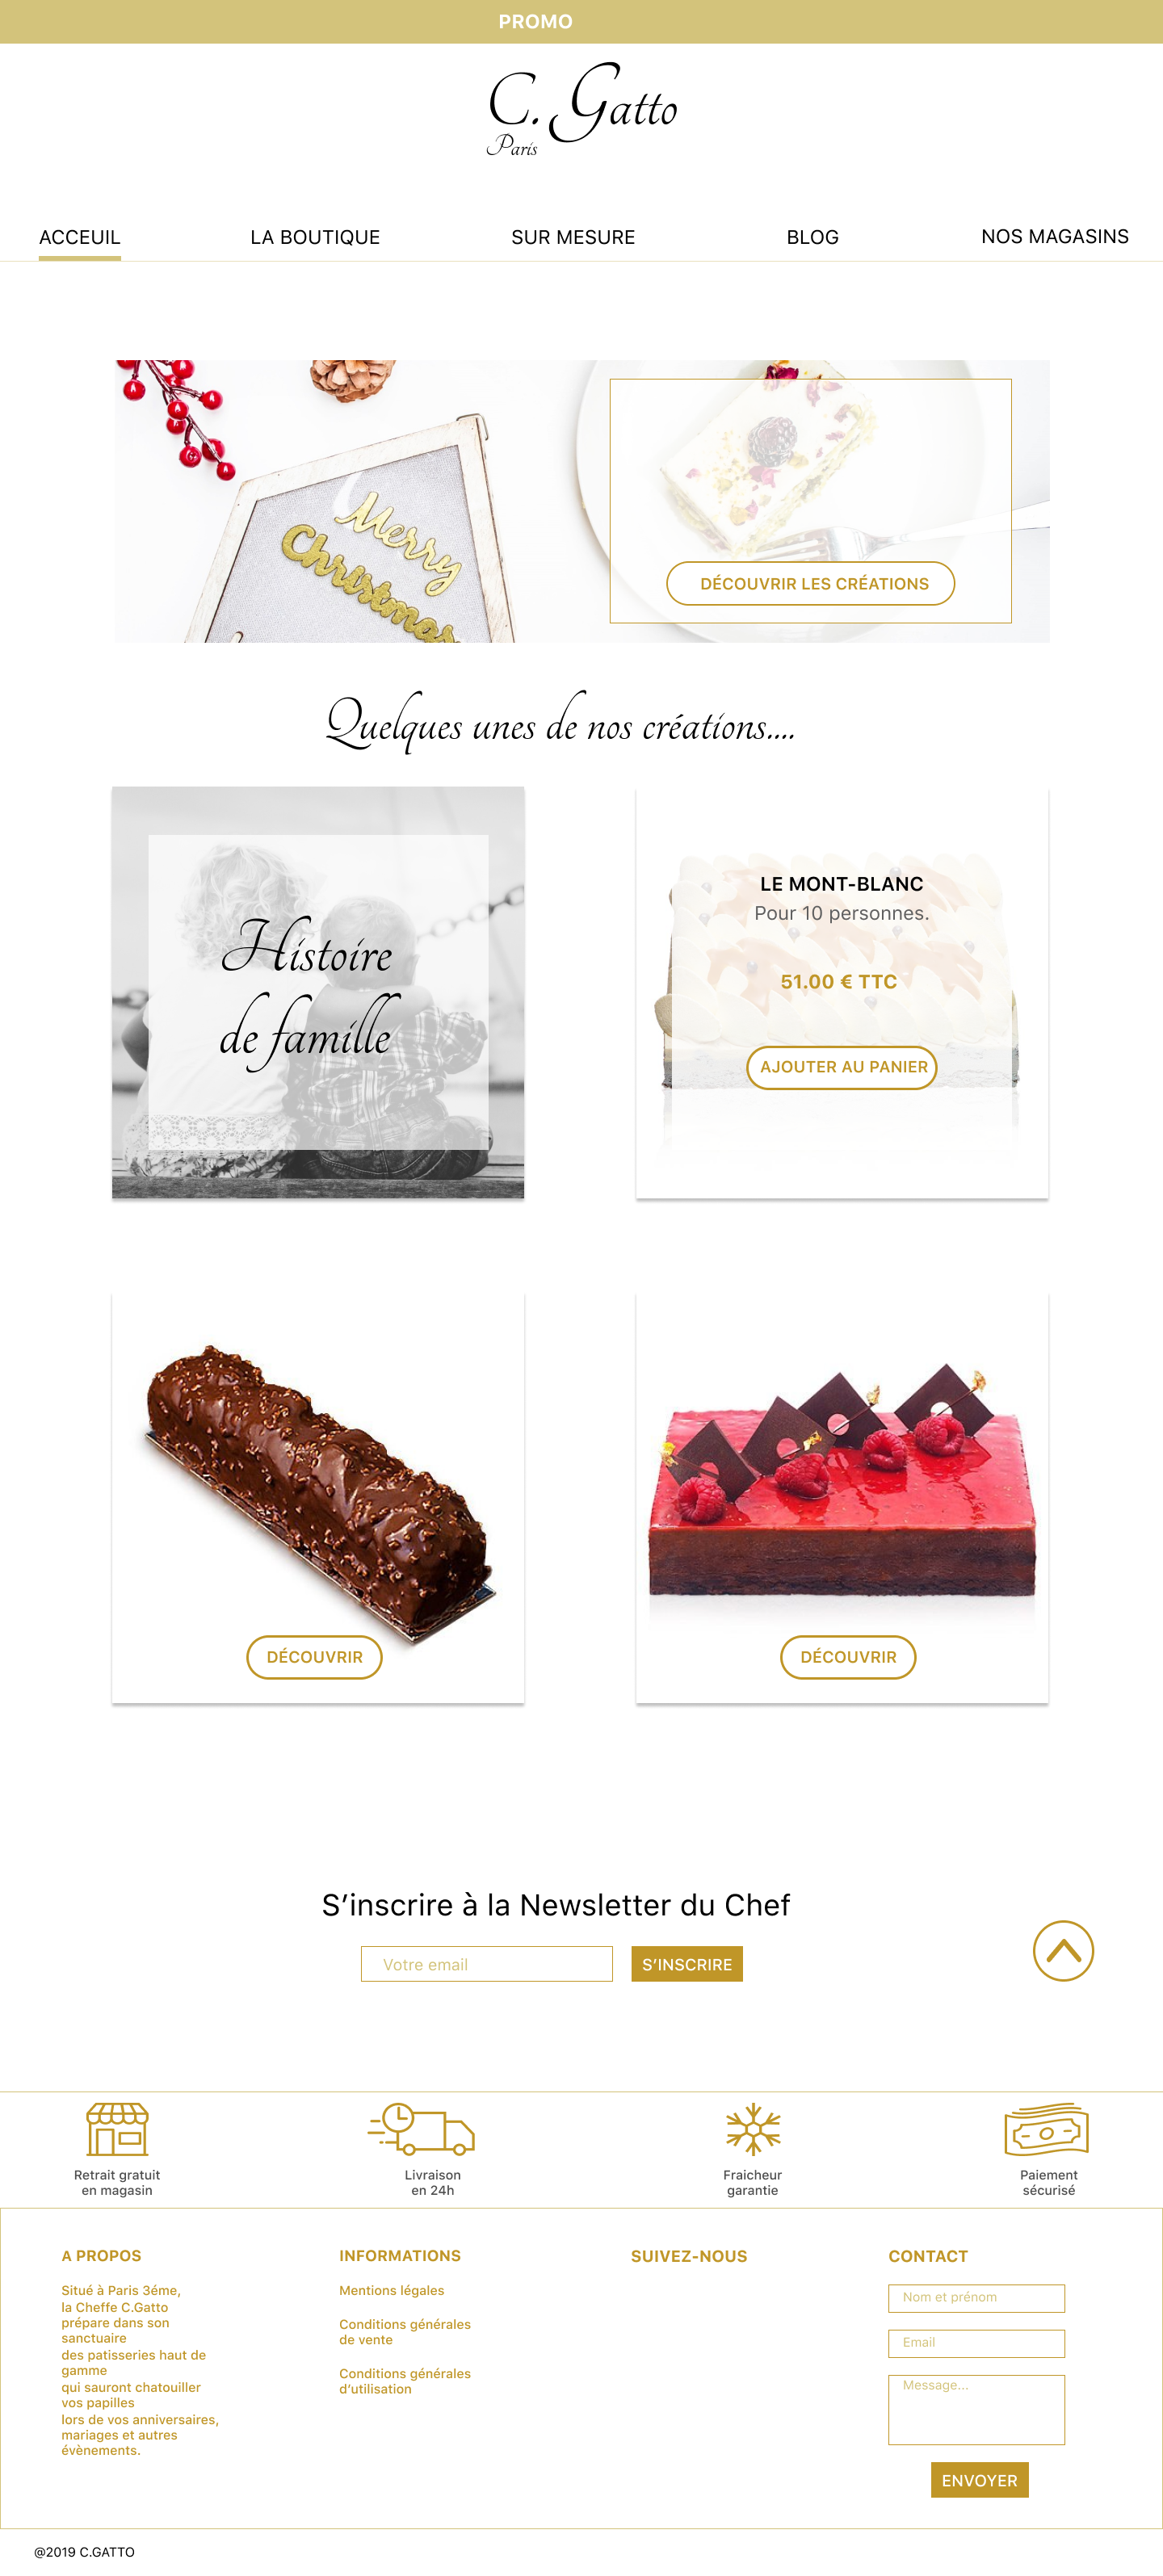 PROMO
C. Gatto
Paris
ACCEUIL LA BOUTIQUE SUR MESURE BLOG NOS MAGASINS
Merry
Christmas
DÉCOUVRIR LES CRÉATIONS
Quelques unes de nos créations....
Histoire
de famille
LE MONT-BLANC
Pour 10 personnes.
51.00 € TTC
AJOUTER AU PANIER
DÉCOUVRIR
DÉCOUVRIR
S’inscrire à la Newsletter du Chef
Votre email
S’INSCRIRE
Retrait gratuit
en magasin
Livraison
en 24h
Fraicheur
garantie
Paiement
sécurisé
A PROPOS
Situé à Paris 3éme,
la Cheffe C.Gatto
prépare dans son
sanctuaire
des patisseries haut de
gamme
qui sauront chatouiller
vos papilles
lors de vos anniversaires,
mariages et autres
évènements.
INFORMATIONS
Mentions légales
Conditions générales
de vente
Conditions générales
d’utilisation
SUIVEZ-NOUS
CONTACT
Nom et prénom
Email
Message...
ENVOYER
@2019 C.GATTO